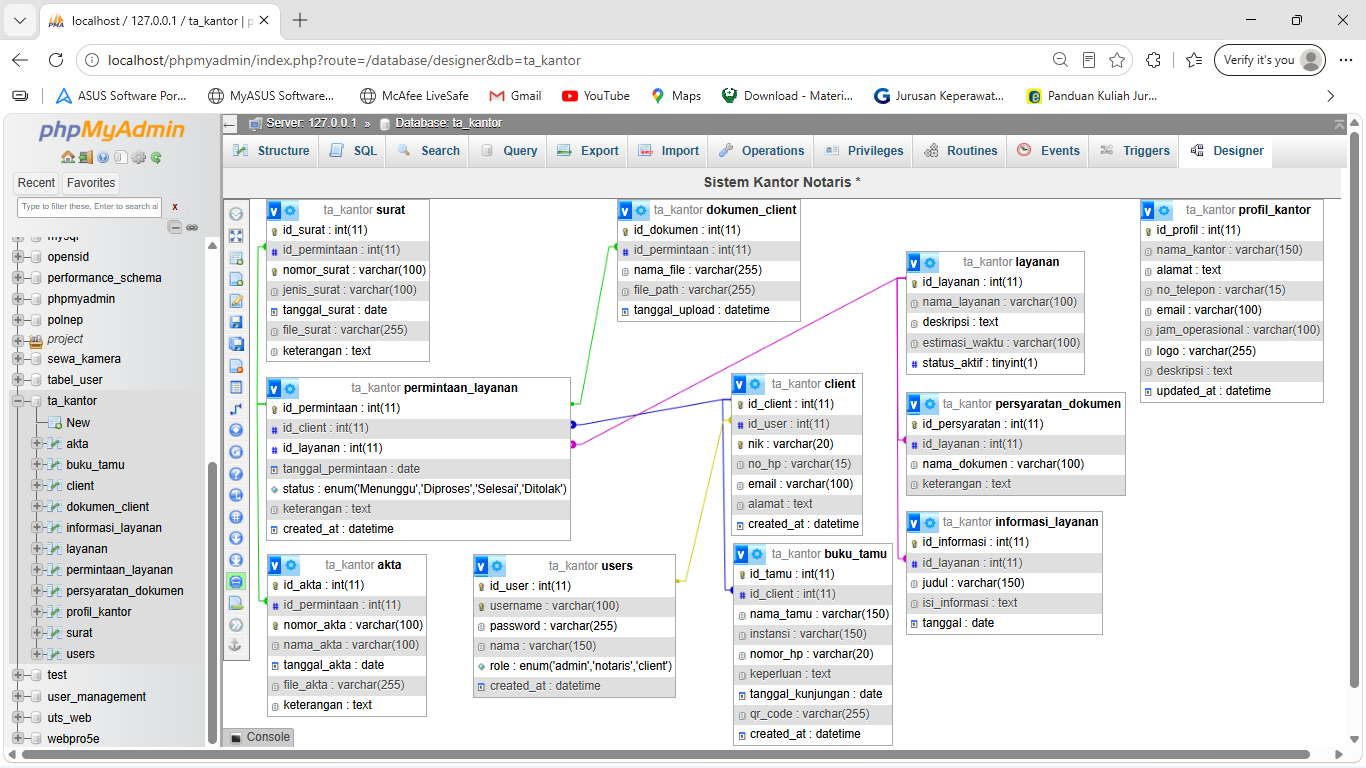 localhost / 127.0.0.1 / ta_kantor | p
localhost/phpmyadmin/index.php?route=/database/designer&db=ta_kantor
Verify it's you
ASUS Software Por...
MyASUS Software...
McAfee LiveSafe
Gmail
YouTube
Maps
Download - Materi...
Jurusan Keperawat...
Panduan Kuliah Jur...
phpMyAdmin
Recent
Favorites
Type to filter these, Enter to search al
x
mysql
opensid
performance_schema
phpmyadmin
polnep
project
sewa_kamera
tabel_user
ta_kantor
New
akta
buku_tamu
client
dokumen_client
informasi_layanan
layanan
permintaan_layanan
persyaratan_dokumen
profil_kantor
surat
users
test
user_management
uts_web
webpro5e
Server: 127.0.0.1 » Database: ta_kantor
Structure
SQL
Search
Query
Export
Import
Operations
Privileges
Routines
Events
Triggers
Designer
Sistem Kantor Notaris *
ta_kantor surat
id_surat : int(11)
id_permintaan : int(11)
nomor_surat : varchar(100)
jenis_surat : varchar(100)
tanggal_surat : date
file_surat : varchar(255)
keterangan : text
ta_kantor dokumen_client
id_dokumen : int(11)
id_permintaan : int(11)
nama_file : varchar(255)
file_path : varchar(255)
tanggal_upload : datetime
ta_kantor layanan
id_layanan : int(11)
nama_layanan : varchar(100)
deskripsi : text
estimasi_waktu : varchar(100)
status_aktif : tinyint(1)
ta_kantor profil_kantor
id_profil : int(11)
nama_kantor : varchar(150)
alamat : text
no_telepon : varchar(15)
email : varchar(100)
jam_operasional : varchar(100)
logo : varchar(255)
deskripsi : text
updated_at : datetime
ta_kantor permintaan_layanan
id_permintaan : int(11)
id_client : int(11)
id_layanan : int(11)
tanggal_permintaan : date
status : enum('Menunggu','Diproses','Selesai','Ditolak')
keterangan : text
created_at : datetime
ta_kantor client
id_client : int(11)
id_user : int(11)
nik : varchar(20)
no_hp : varchar(15)
email : varchar(100)
alamat : text
created_at : datetime
ta_kantor persyaratan_dokumen
id_persyaratan : int(11)
id_layanan : int(11)
nama_dokumen : varchar(100)
keterangan : text
ta_kantor akta
id_akta : int(11)
id_permintaan : int(11)
nomor_akta : varchar(100)
nama_akta : varchar(100)
tanggal_akta : date
file_akta : varchar(255)
keterangan : text
ta_kantor users
id_user : int(11)
username : varchar(100)
password : varchar(255)
nama : varchar(150)
role : enum('admin','notaris','client')
created_at : datetime
ta_kantor buku_tamu
id_tamu : int(11)
id_client : int(11)
nama_tamu : varchar(150)
instansi : varchar(150)
nomor_hp : varchar(20)
keperluan : text
tanggal_kunjungan : date
qr_code : varchar(255)
created_at : datetime
ta_kantor informasi_layanan
id_informasi : int(11)
id_layanan : int(11)
judul : varchar(150)
isi_informasi : text
tanggal : date
Console